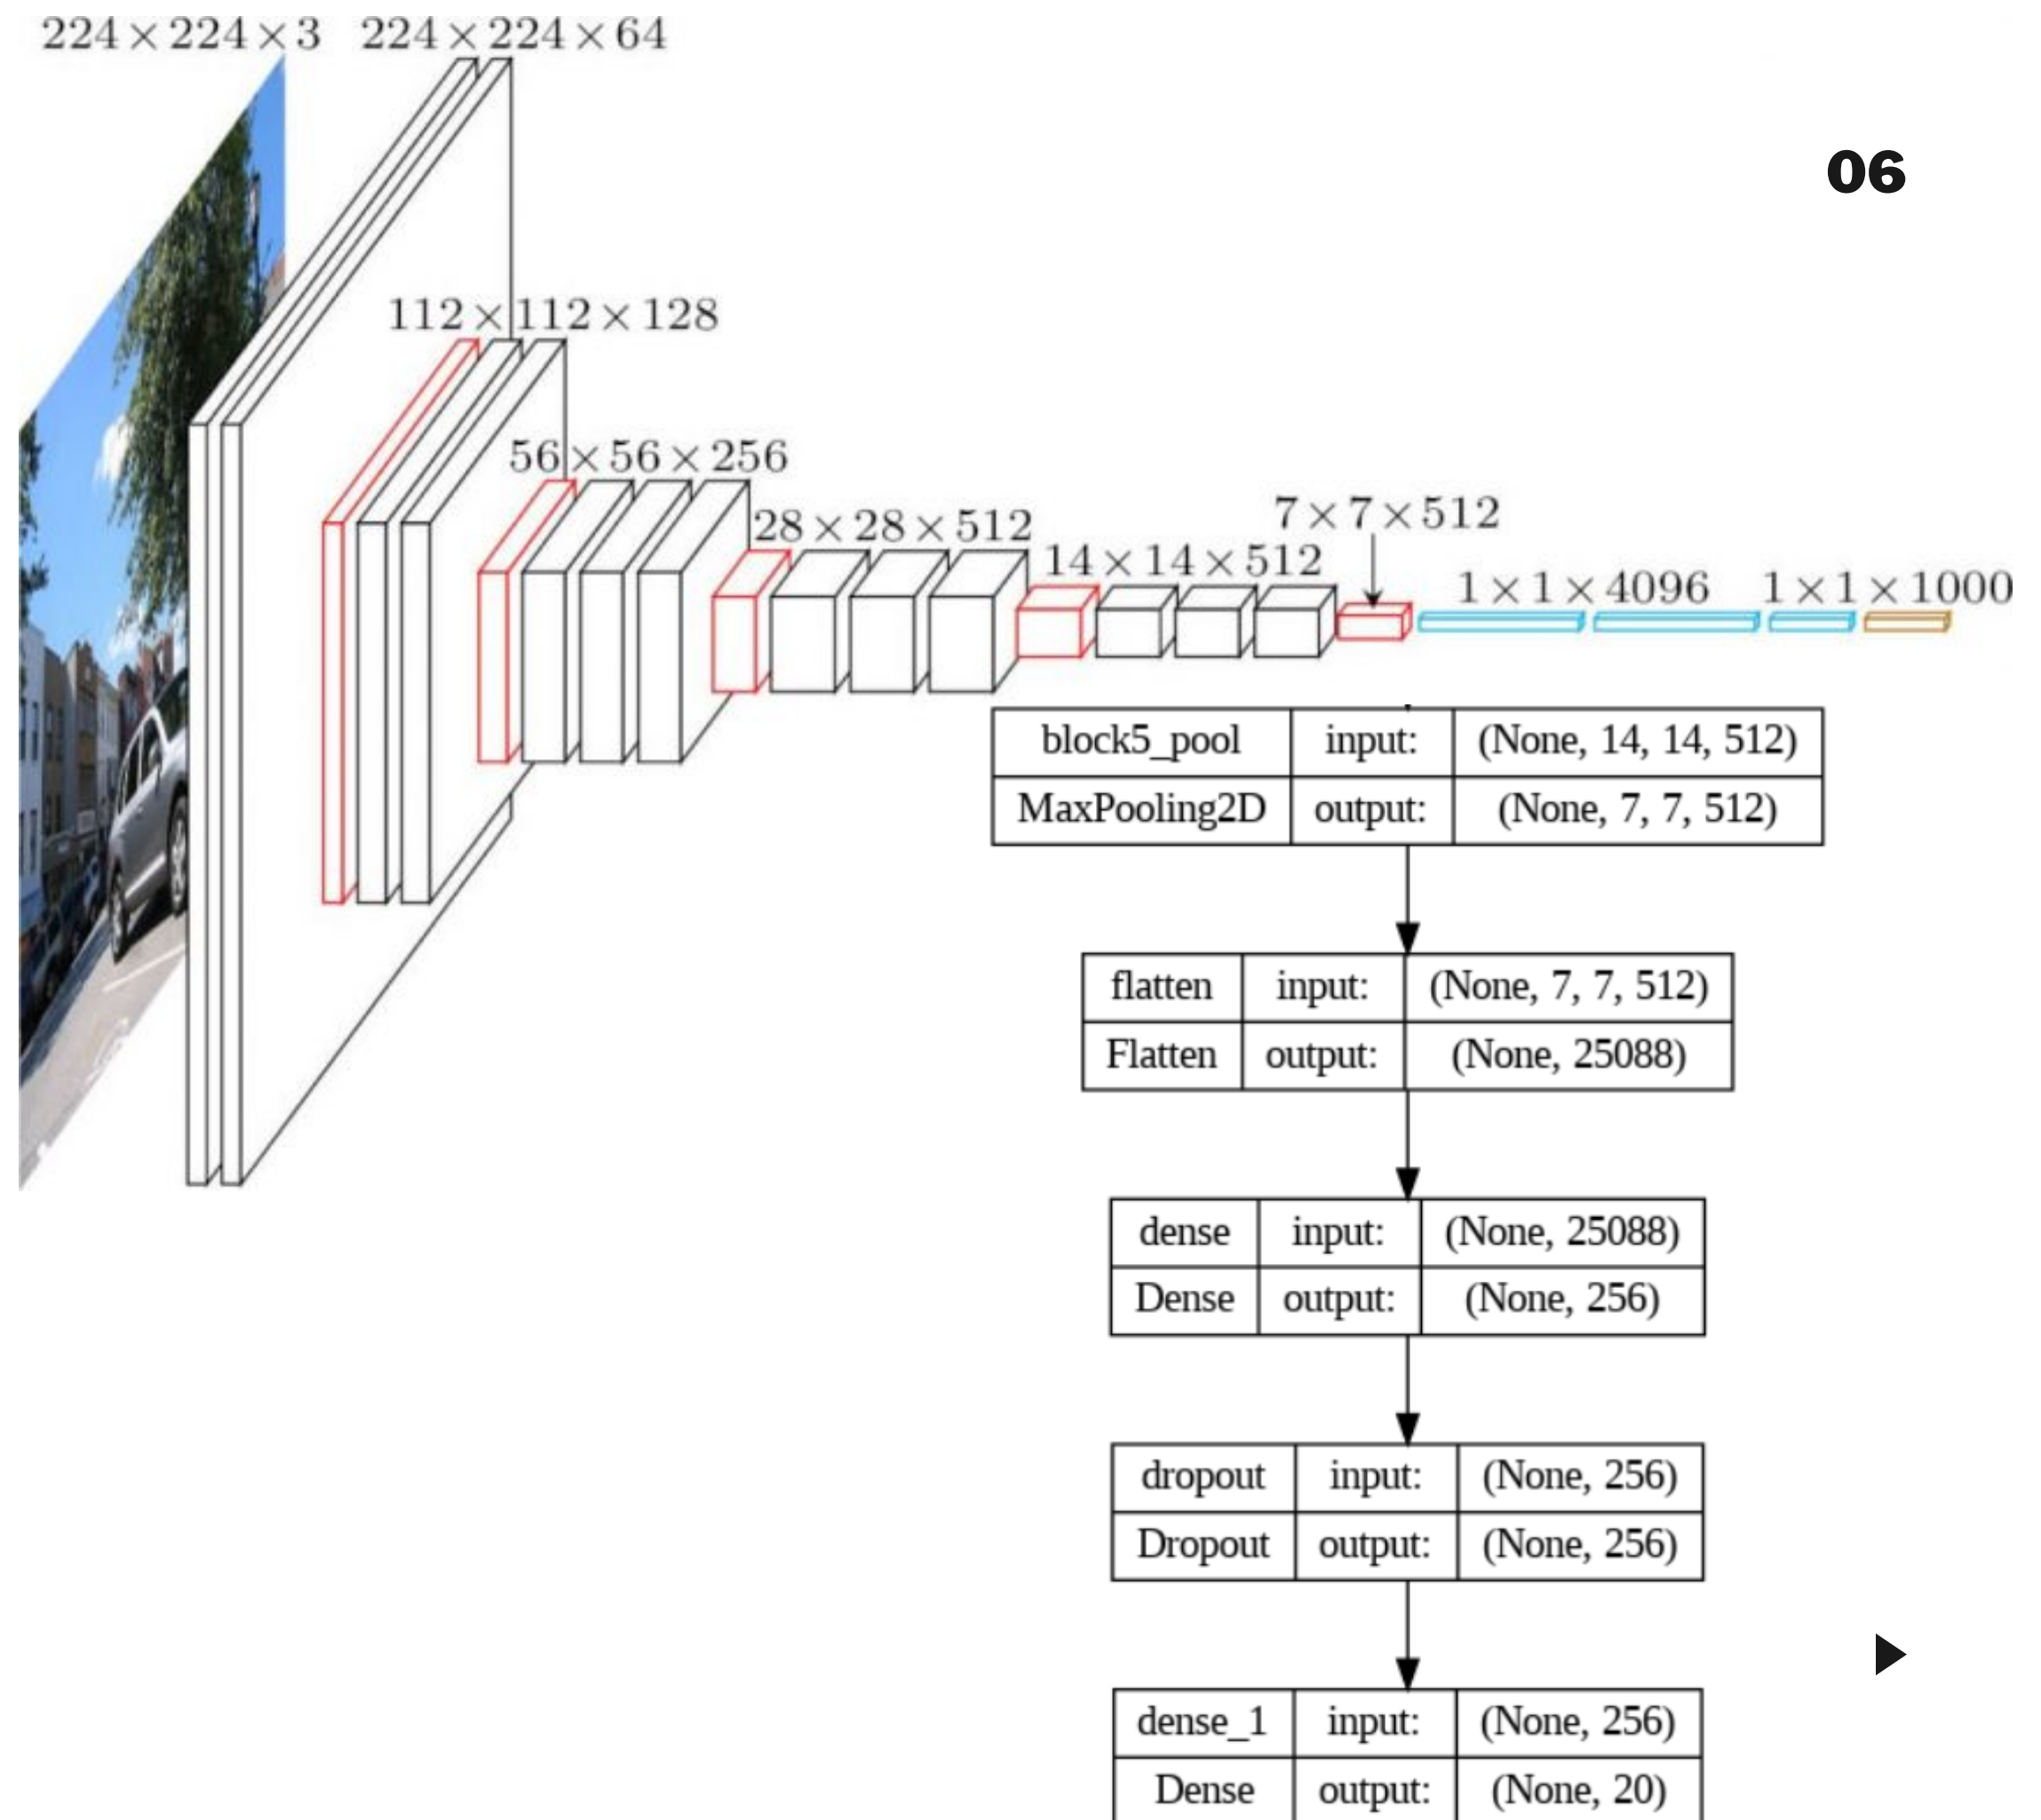 224×224×3 224×224×64
06
112×112×128
56×56×256
7×7×512
28×28×512
14×14×512
1×1×4096 1×1×1000
block5_pool input: (None, 14, 14, 512)
MaxPooling2D output: (None, 7, 7, 512)
flatten input: (None, 7, 7, 512)
Flatten output: (None, 25088)
dense input: (None, 25088)
Dense output: (None, 256)
dropout input: (None, 256)
Dropout output: (None, 256)
dense_1 input: (None, 256)
Dense output: (None, 20)